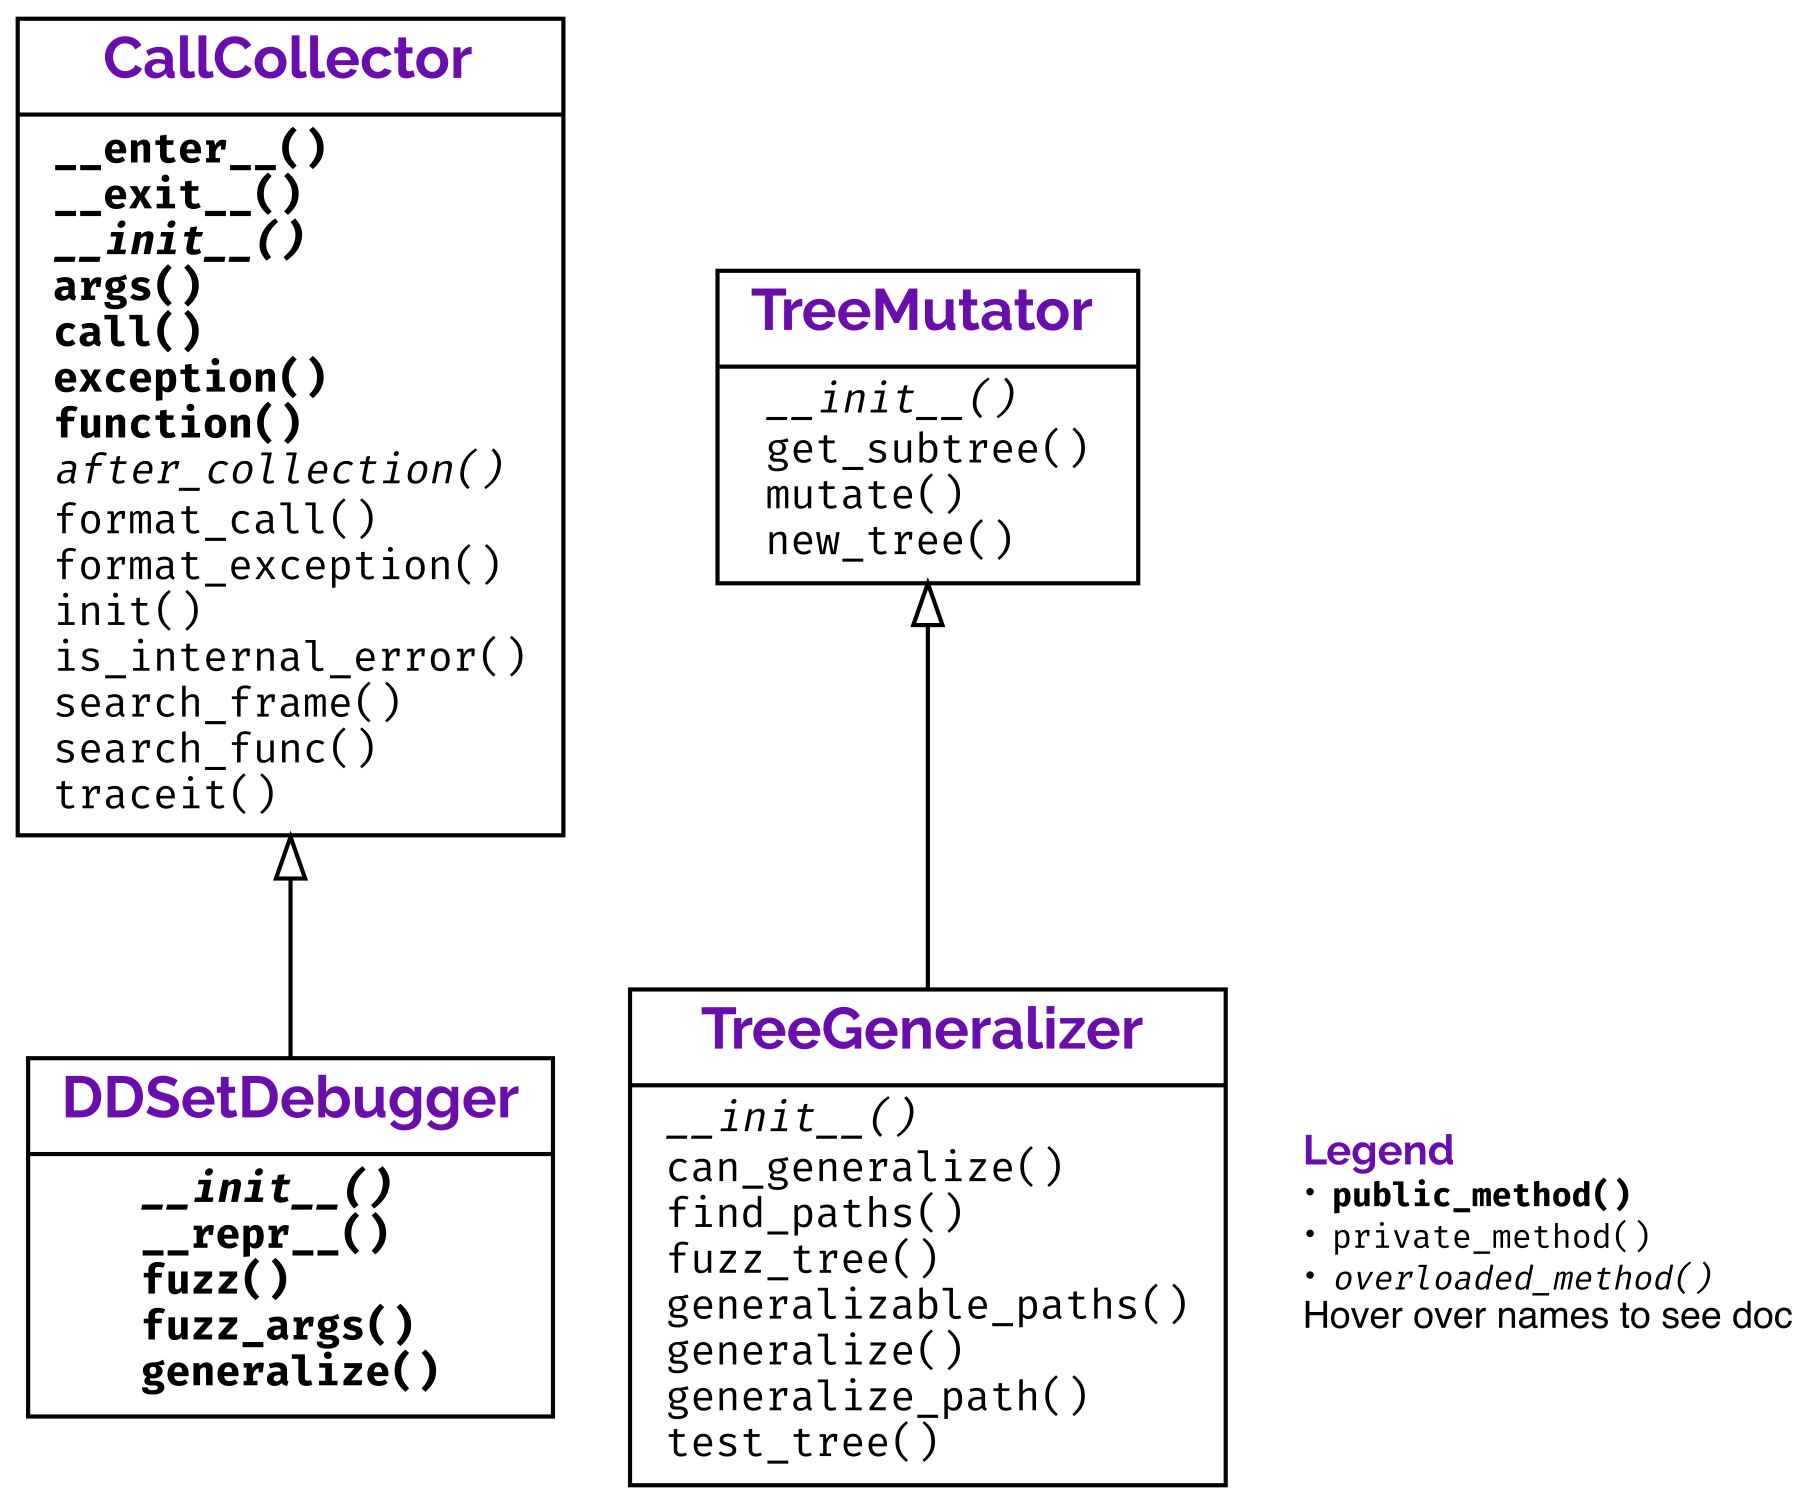 CallCollector
__enter__()
__exit__()
__init__()
args()
call()
exception()
function()
after_collection()
format_call()
format_exception()
init()
is_internal_error()
search_frame()
search_func()
traceit()
DDSetDebugger
__init__()
__repr__()
fuzz()
fuzz_args()
generalize()
TreeMutator
__init__()
get_subtree()
mutate()
new_tree()
TreeGeneralizer
__init__()
can_generalize()
find_paths()
fuzz_tree()
generalizable_paths()
generalize()
generalize_path()
test_tree()
Legend
• public_method()
• private_method()
• overloaded_method()
Hover over names to see doc